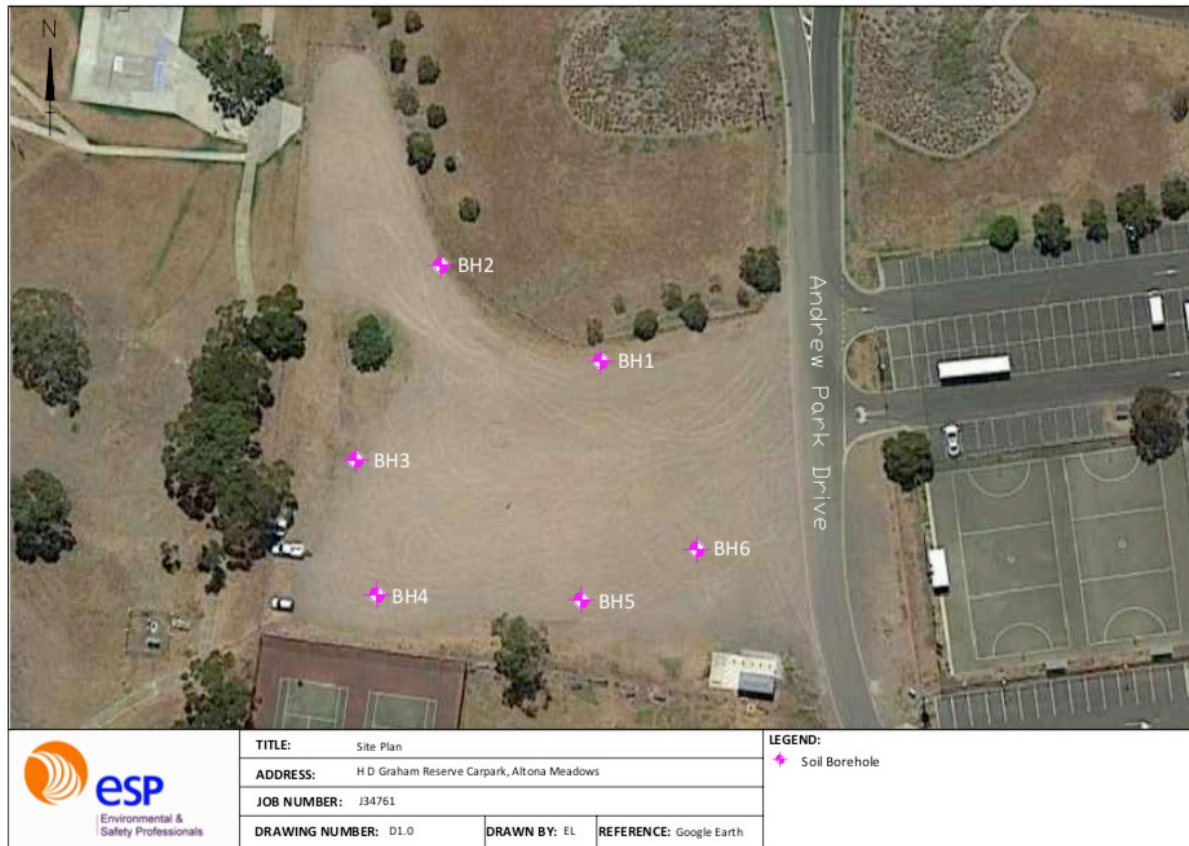 N
BH2
Andrew Park Drive
BH1
BH3
BH6
BH4
BH5
esp
Environmental &
Safety Professionals
TITLE: Site Plan
ADDRESS: H D Graham Reserve Carpark, Altona Meadows
JOB NUMBER: J34761
DRAWING NUMBER: D1.0
DRAWN BY: EL
REFERENCE: Google Earth
LEGEND:
Soil Borehole